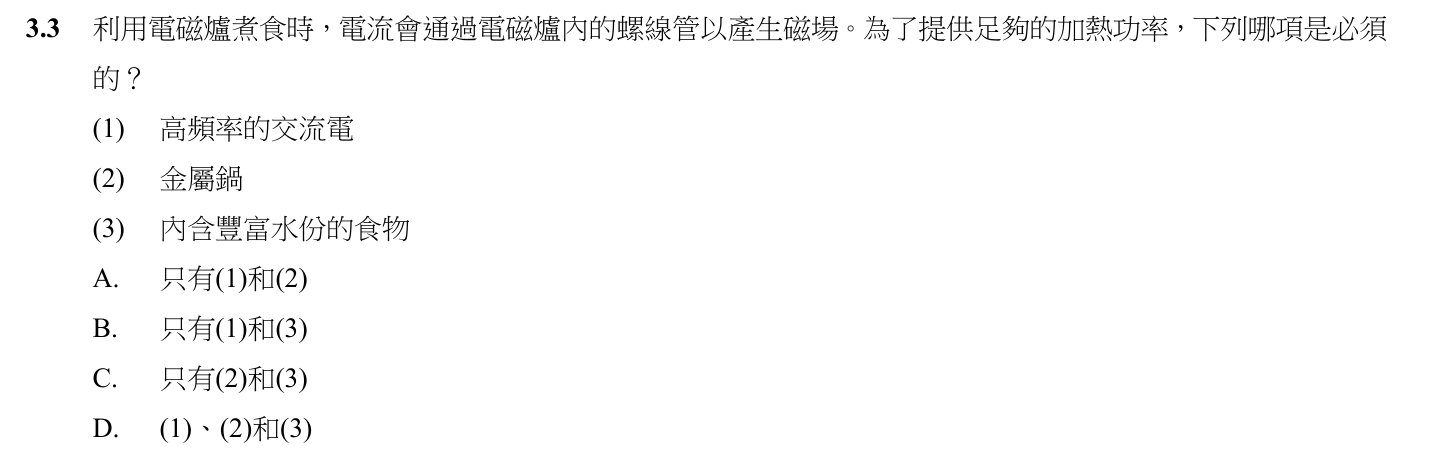 3.3 利用電磁爐煮食時，電流會通過電磁爐內的螺線管以產生磁場。為了提供足夠的加熱功率，下列哪項是必須
的？
(1) 高頻率的交流電
(2) 金屬鍋
(3) 內含豐富水份的食物
A. 只有(1)和(2)
B. 只有(1)和(3)
C. 只有(2)和(3)
D. (1)、(2)和(3)